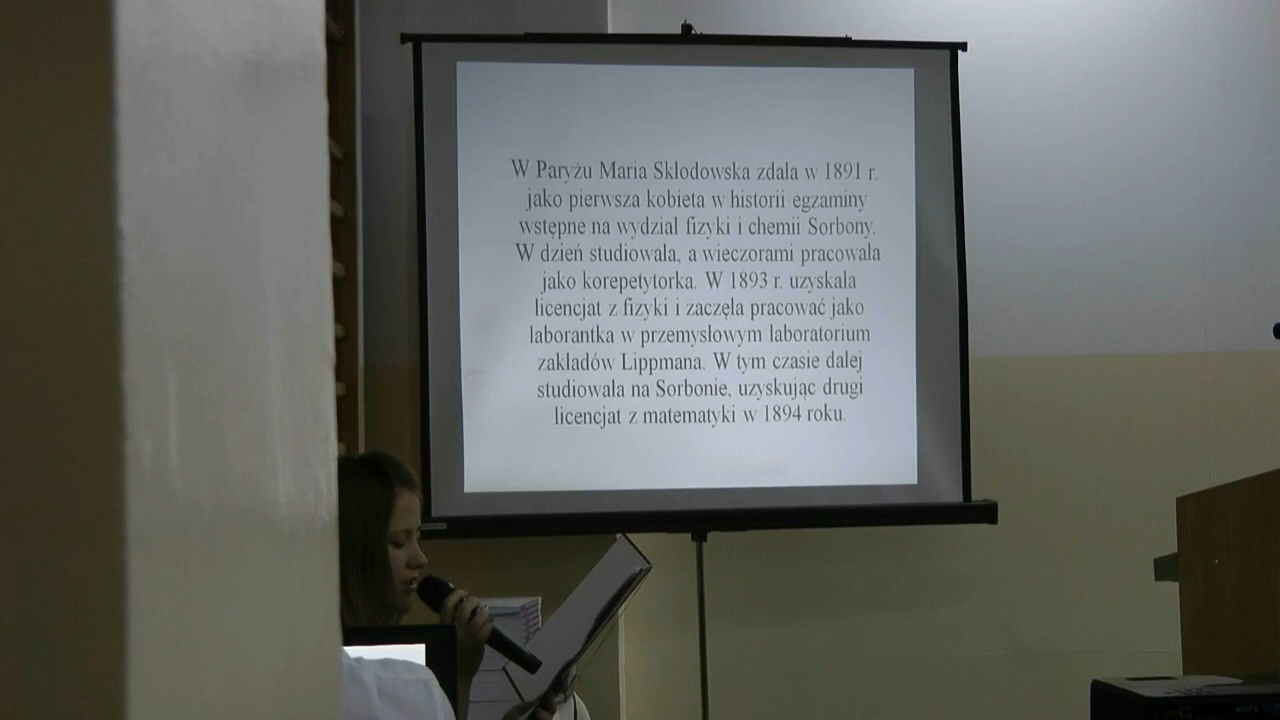 W Paryżu Maria Skłodowska zdała w 1891 r.
jako pierwsza kobieta w historii egzaminy
wstępne na wydział fizyki i chemii Sorbony.
W dzień studiowała, a wieczorami pracowała
jako korepetytorka. W 1893 r. uzyskała
licencjat z fizyki i zaczęła pracować jako
laborantka w przemysłowym laboratorium
zakładów Lippmana. W tym czasie dalej
studiowała na Sorbonie, uzyskując drugi
licencjat z matematyki w 1894 roku.